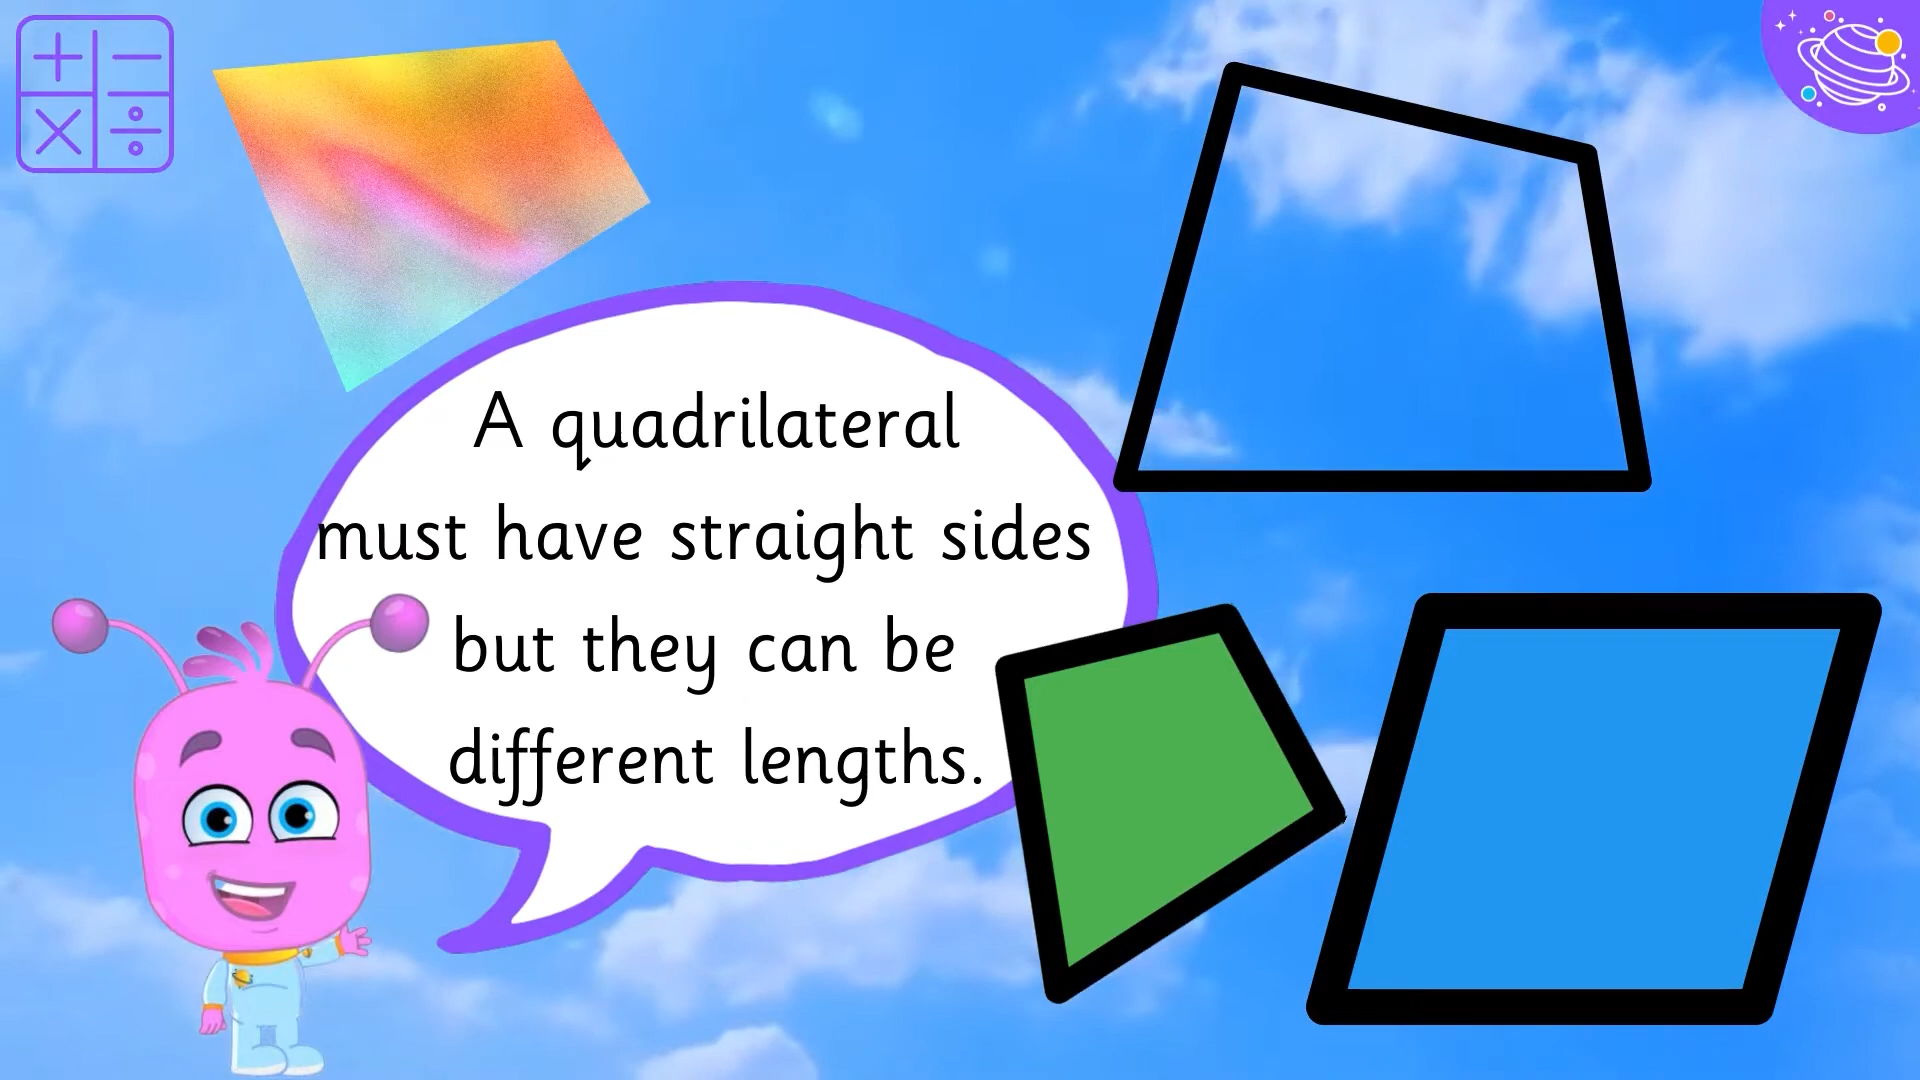 A quadrilateral
must have straight sides
but they can be
different lengths.